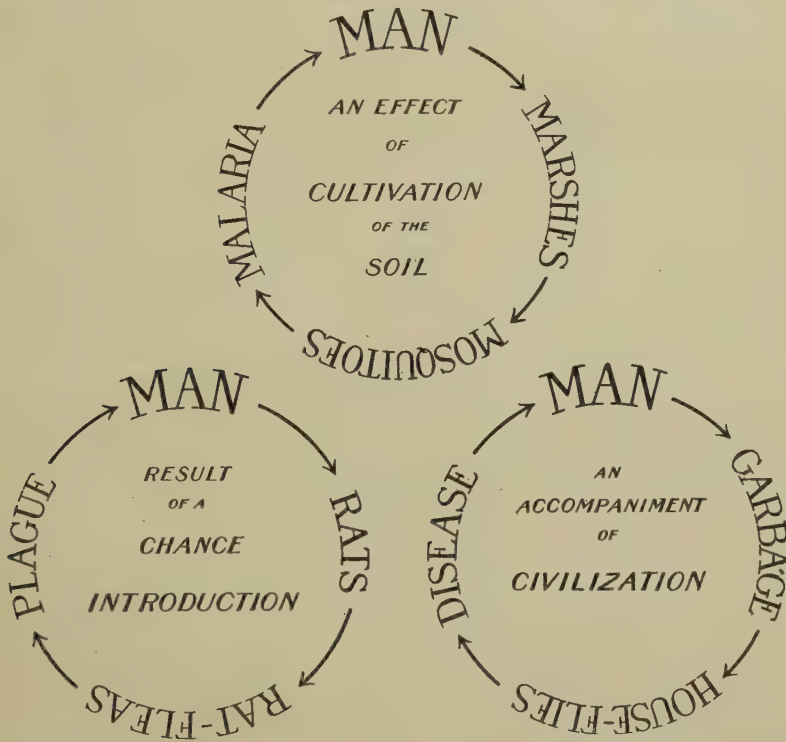 MAN
MARSHES
MOSQUITOES
MALARIA
AN EFFECT
OF
CULTIVATION
OF THE
SOIL
MAN
RATS
RAT-FLEAS
PLAGUE
RESULT
OF A
CHANCE
INTRODUCTION
MAN
GARBAGE
HOUSE-FLIES
DISEASE
AN
ACCOMPANIMENT
OF
CIVILIZATION